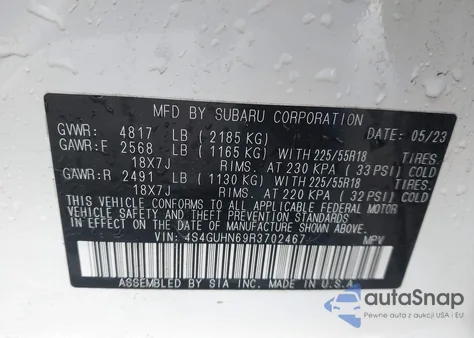 MFD BY SUBARU CORPORATION
GVWR: 4817 LB (2185 KG) DATE: 05/23
GAWR:F 2568 LB (1165 KG) WITH 225/55R18 TIRES
18X7J RIMS. AT 230 KPA (33 PSI) COLD
GAWR:R 2491 LB (1130 KG) WITH 225/55R18 TIRES
18X7J RIMS. AT 220 KPA (32 PSI) COLD
THIS VEHICLE CONFORMS TO ALL APPLICABLE FEDERAL MOTOR
VEHICLE SAFETY AND THEFT PREVENTION STANDARDS
IN EFFECT ON THE DATE OF MANUFACTURE SHOWN ABOVE.
VIN: 4S4GUHN69R3702467 MPV
ASSEMBLED BY SIA INC. MADE IN U.S.A.
autoSnap
Pewne auta z aukcji USA i EU